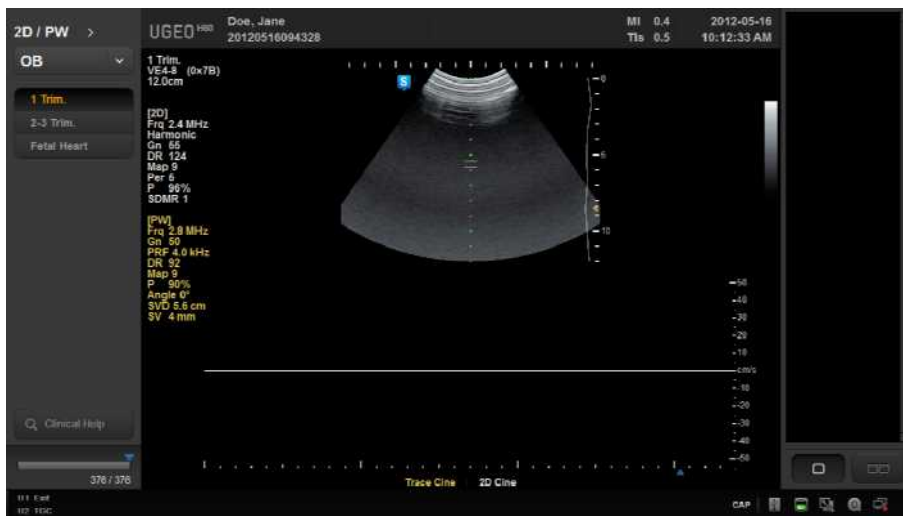 2D / PW >
OB
1 Trim.
2-3 Trim.
Fetal Heart
Clinical Help
376 / 376
UGEO H60
Doe, Jane
20120516094328
MI 0.4
TIs 0.5
2012-05-16
10:12:33 AM
1 Trim.
VE4-8 (0x7B)
12.0cm
[2D]
Frq 2.4 MHz
Harmonic
Gn 55
DR 124
Map 9
Per 5
P 96%
SDMR 1
[PW]
Frq 2.8 MHz
Gn 50
PRF 4.0 kHz
DR 92
Map 9
P 90%
Angle 0°
SVD 5.6 cm
SV 4 mm
S
0
5
10
-50
-40
-30
-20
-10
cm/s
-10
-20
-30
-40
-50
Trace Cine 2D Cine
U1 Exit
U2 TGC
CAP